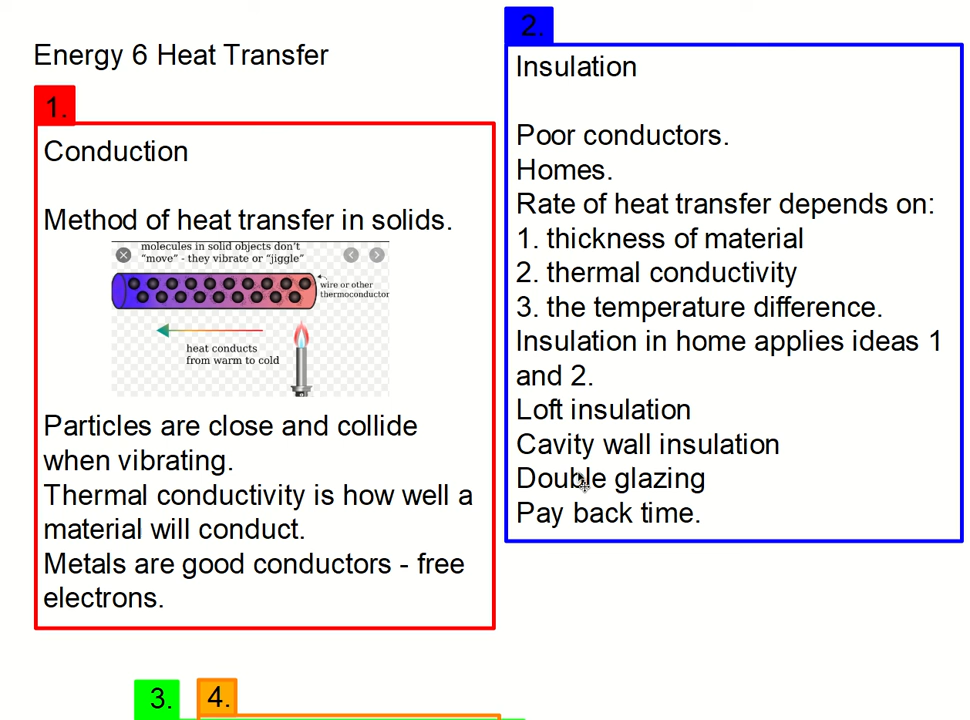 Energy 6 Heat Transfer
1.
Conduction
Method of heat transfer in solids.
molecules in solid objects don't
"move" - they vibrate or "jiggle"
wire or other
thermoconductor
heat conducts
from warm to cold
Particles are close and collide
when vibrating.
Thermal conductivity is how well a
material will conduct.
Metals are good conductors - free
electrons.
2.
Insulation
Poor conductors.
Homes.
Rate of heat transfer depends on:
1. thickness of material
2. thermal conductivity
3. the temperature difference.
Insulation in home applies ideas 1
and 2.
Loft insulation
Cavity wall insulation
Double glazing
Pay back time.
3.
4.